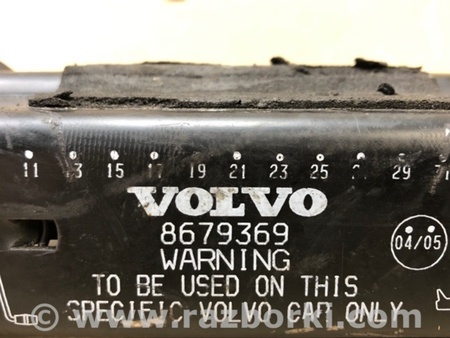 11 13 15 17 19 21 23 25 29
VOLVO
8679369
04/05
WARNING
TO BE USED ON THIS
SPECIFIC VOLVO CAR ONLY
www.razborki.com